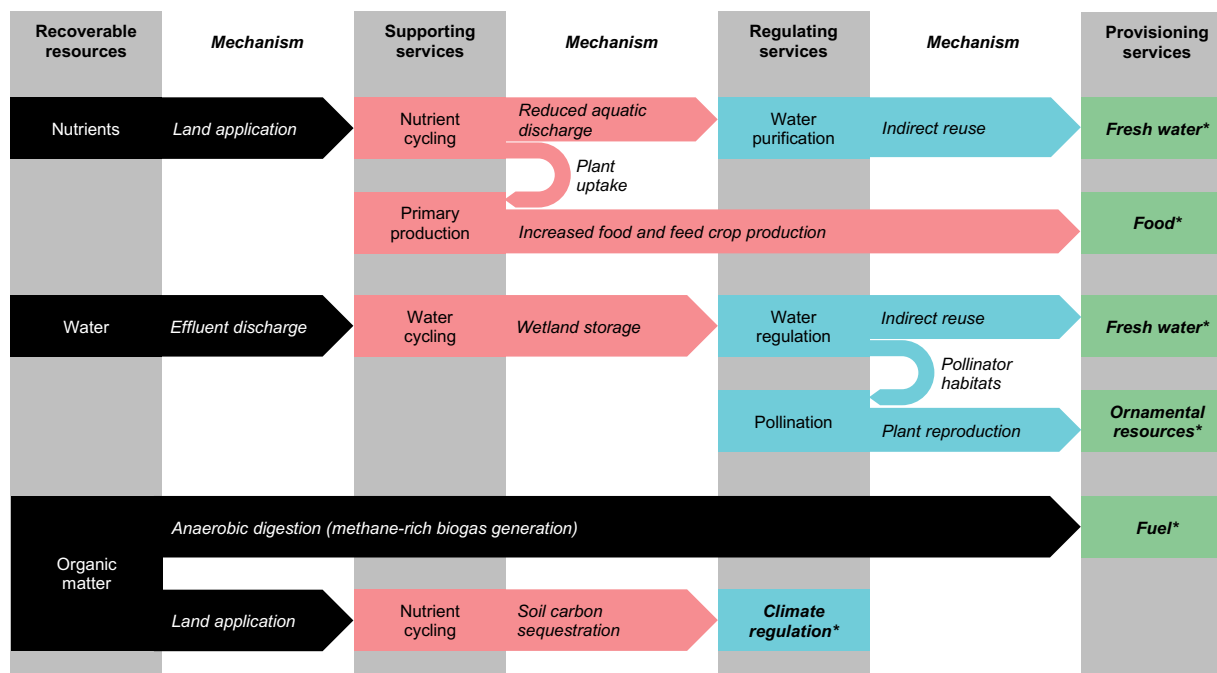 Recoverable
resources
Mechanism
Supporting
services
Mechanism
Regulating
services
Mechanism
Provisioning
services
Nutrients
Land application
Nutrient
cycling
Reduced aquatic
discharge
Water
purification
Indirect reuse
Fresh water*
Plant
uptake
Primary
production
Increased food and feed crop production
Food*
Water
Effluent discharge
Water
cycling
Wetland storage
Water
regulation
Indirect reuse
Fresh water*
Pollinator
habitats
Pollination
Plant reproduction
Ornamental
resources*
Organic
matter
Anaerobic digestion (methane-rich biogas generation)
Fuel*
Land application
Nutrient
cycling
Soil carbon
sequestration
Climate
regulation*